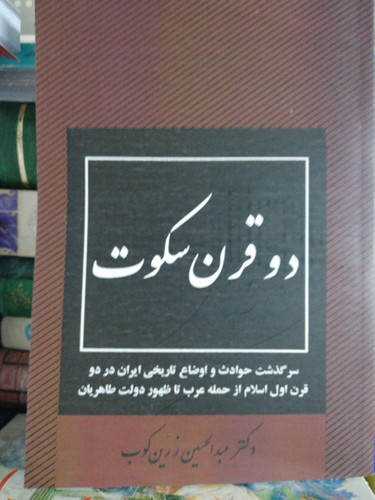 دو قرن سکوت
سرگذشت حوادث و اوضاع تاریخی ایران در دو
قرن اول اسلام از حمله عرب تا ظهور دولت طاهریان
دکتر عبدالحسین زرین کوب